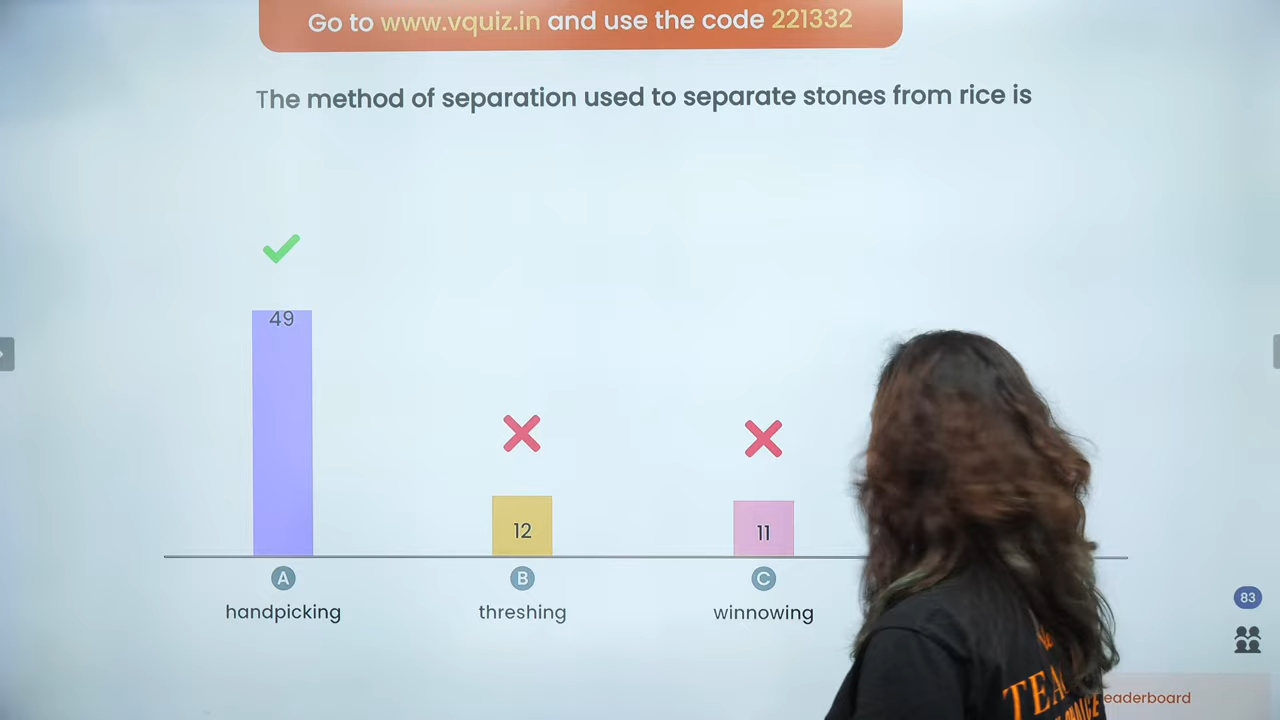 Go to www.vquiz.in and use the code 221332
The method of separation used to separate stones from rice is
49
12
11
A
B
C
handpicking
threshing
winnowing
83